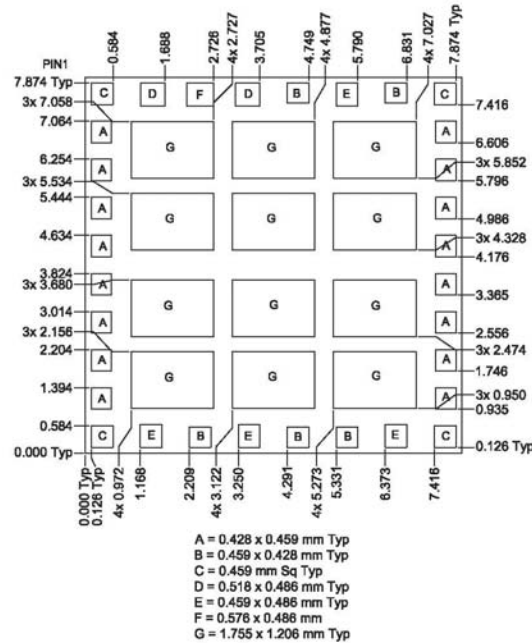 PIN1
0.584
1.688
2.726
4x 2.727
3.705
4.749
4x 4.877
5.790
6.831
4x 7.027
7.874 Typ
7.874 Typ
3x 7.058
7.064
6.254
3x 5.534
5.444
4.634
3.824
3x 3.680
3.014
3x 2.156
2.204
1.394
0.584
0.000 Typ
C D F D B E B C
A G G G A
A A
A G G G A
A A
A G G G A
A A
A G G G A
A A
C E B E B B E C
7.416
6.606
3x 5.852
5.796
4.986
3x 4.328
4.176
3.365
2.556
3x 2.474
1.746
3x 0.950
0.935
0.126 Typ
0.000 Typ
0.126 Typ
4x 0.972
1.168
2.209
4x 3.122
3.250
4.291
4x 5.273
5.331
6.373
7.416
A = 0.428 x 0.459 mm Typ
B = 0.459 x 0.428 mm Typ
C = 0.459 mm Sq Typ
D = 0.518 x 0.486 mm Typ
E = 0.459 x 0.486 mm Typ
F = 0.576 x 0.486 mm
G = 1.755 x 1.206 mm Typ